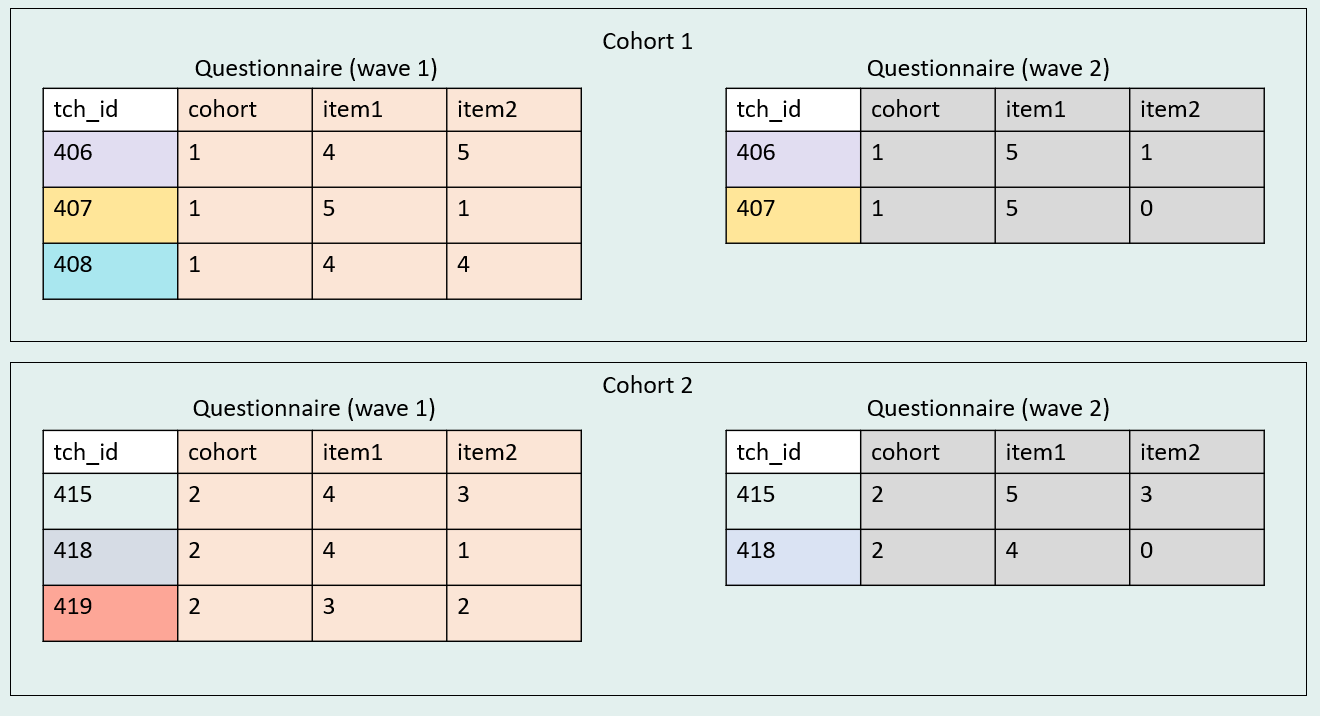 Cohort 1
Questionnaire (wave 1)
tch_id cohort item1 item2
406 1 4 5
407 1 5 1
408 1 4 4
Questionnaire (wave 2)
tch_id cohort item1 item2
406 1 5 1
407 1 5 0
Cohort 2
Questionnaire (wave 1)
tch_id cohort item1 item2
415 2 4 3
418 2 4 1
419 2 3 2
Questionnaire (wave 2)
tch_id cohort item1 item2
415 2 5 3
418 2 4 0